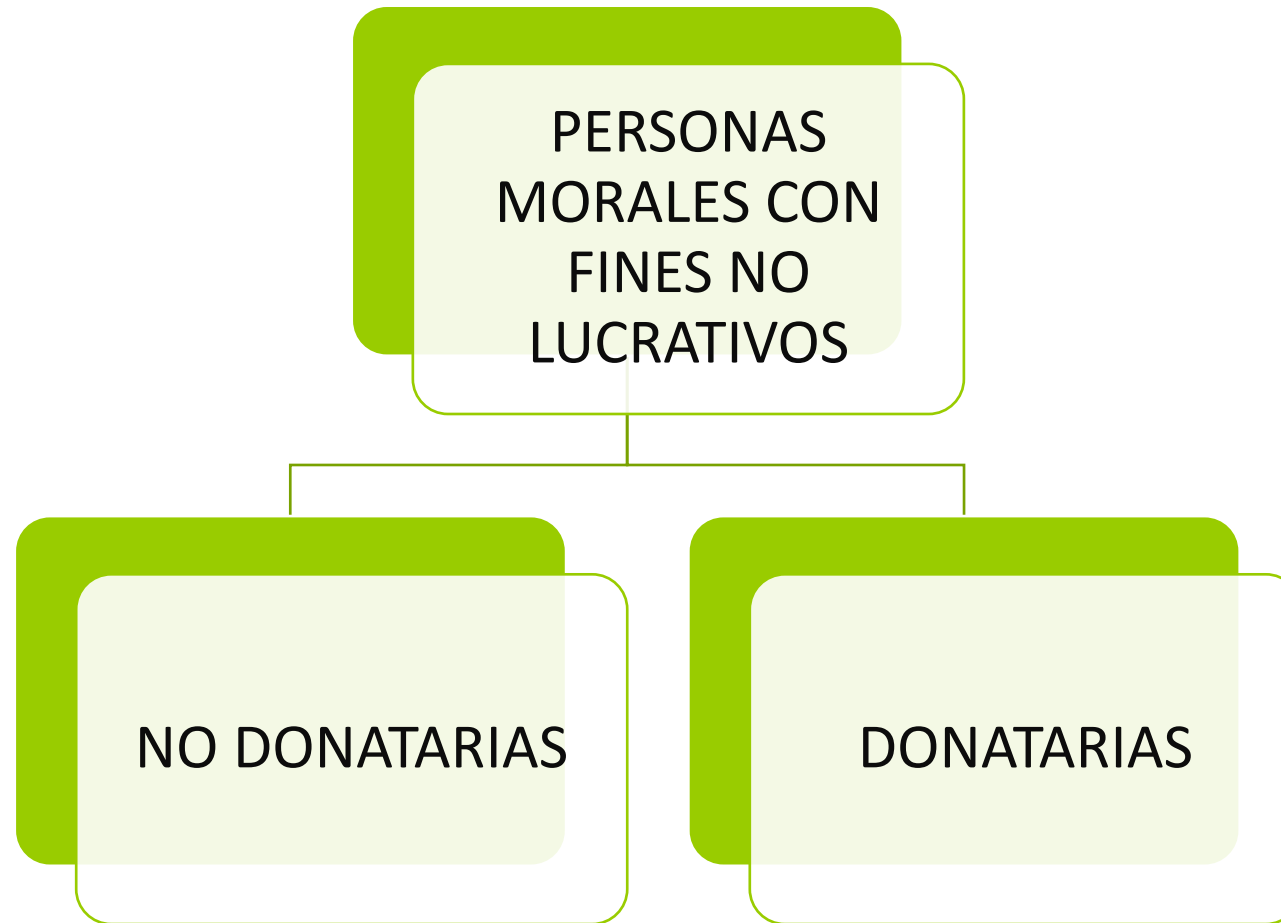 PERSONAS
MORALES CON
FINES NO
LUCRATIVOS
NO DONATARIAS
DONATARIAS